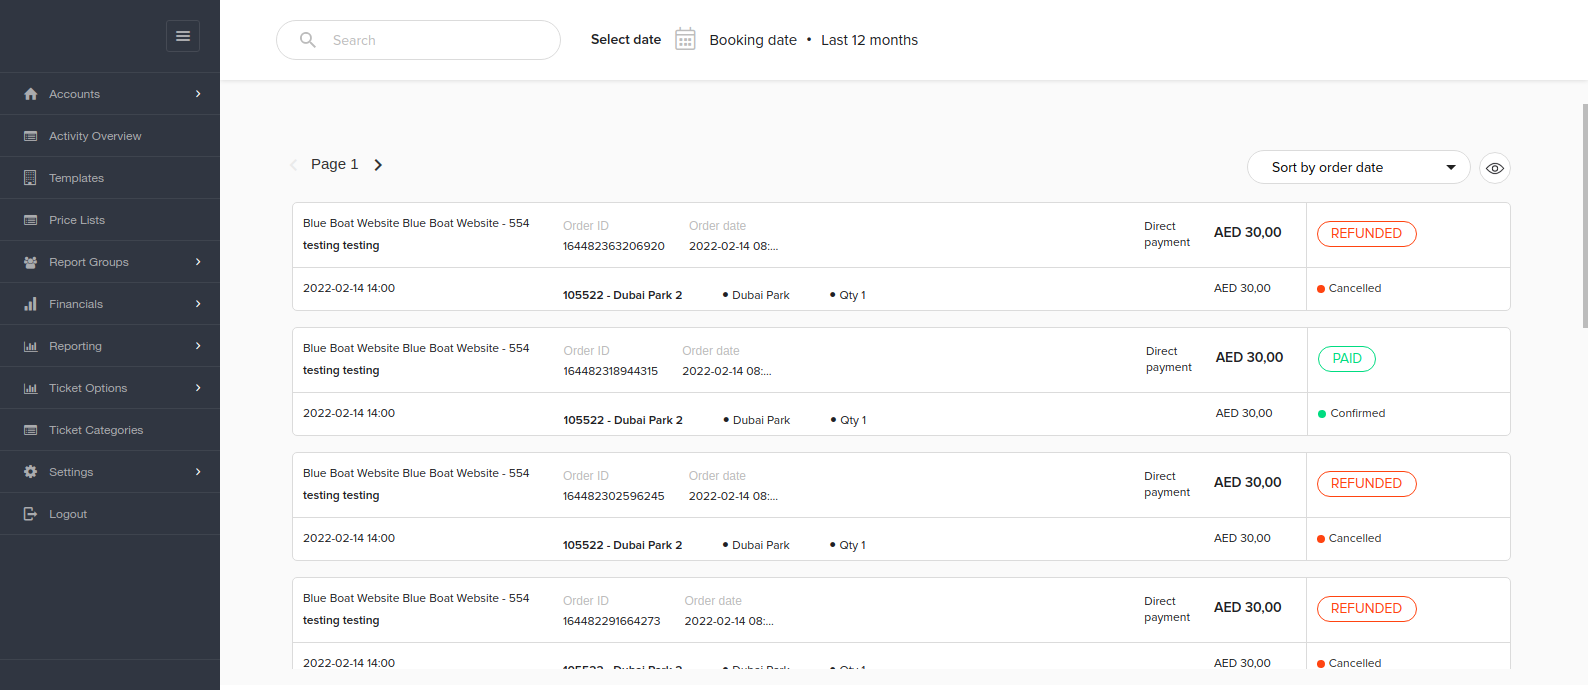 Search
Select date
Booking date • Last 12 months
Accounts
Activity Overview
Templates
Price Lists
Report Groups
Financials
Reporting
Ticket Options
Ticket Categories
Settings
Logout
Page 1
Sort by order date
Blue Boat Website Blue Boat Website - 554
testing testing
Order ID
164482363206920
Order date
2022-02-14 08:...
Direct
payment
AED 30,00
REFUNDED
2022-02-14 14:00
105522 - Dubai Park 2
• Dubai Park
• Qty 1
AED 30,00
Cancelled
Blue Boat Website Blue Boat Website - 554
testing testing
Order ID
164482318944315
Order date
2022-02-14 08:...
Direct
payment
AED 30,00
PAID
2022-02-14 14:00
105522 - Dubai Park 2
• Dubai Park
• Qty 1
AED 30,00
Confirmed
Blue Boat Website Blue Boat Website - 554
testing testing
Order ID
164482302596245
Order date
2022-02-14 08:...
Direct
payment
AED 30,00
REFUNDED
2022-02-14 14:00
105522 - Dubai Park 2
• Dubai Park
• Qty 1
AED 30,00
Cancelled
Blue Boat Website Blue Boat Website - 554
testing testing
Order ID
164482291664273
Order date
2022-02-14 08:...
Direct
payment
AED 30,00
REFUNDED
2022-02-14 14:00
105522 - Dubai Park 2
• Dubai Park
• Qty 1
AED 30,00
Cancelled